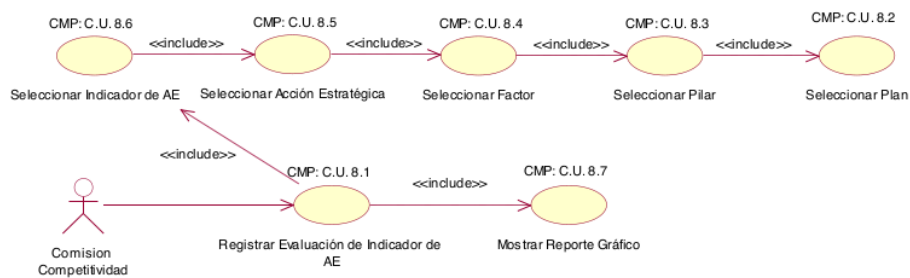 CMP: C.U. 8.6
CMP: C.U. 8.5
CMP: C.U. 8.4
CMP: C.U. 8.3
CMP: C.U. 8.2
<<include>>
<<include>>
<<include>>
<<include>>
Seleccionar Indicador de AE
Seleccionar Acción Estratégica
Seleccionar Factor
Seleccionar Pilar
Seleccionar Plan
<<include>>
CMP: C.U. 8.1
<<include>>
CMP: C.U. 8.7
Comision
Competitividad
Registrar Evaluación de Indicador de
AE
Mostrar Reporte Gráfico